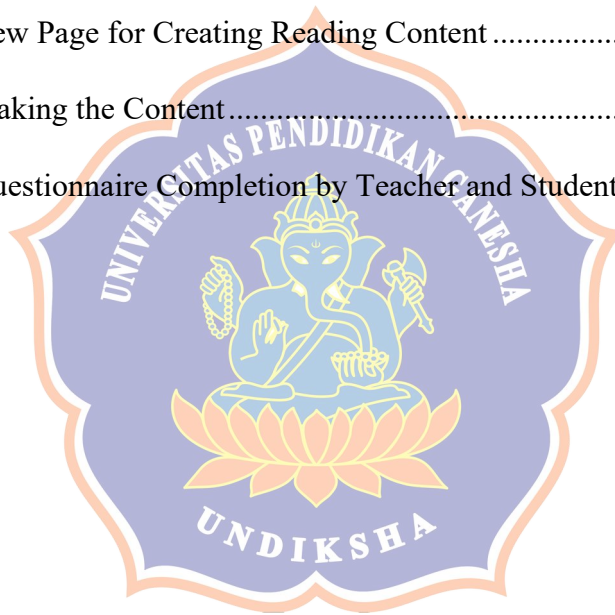 ew Page for Creating Reading Content ................
aking the Content.................................................
uestionnaire Completion by Teacher and Student
UNIVERSITAS PENDIDIKAN GANESHA
UNDIKSHA